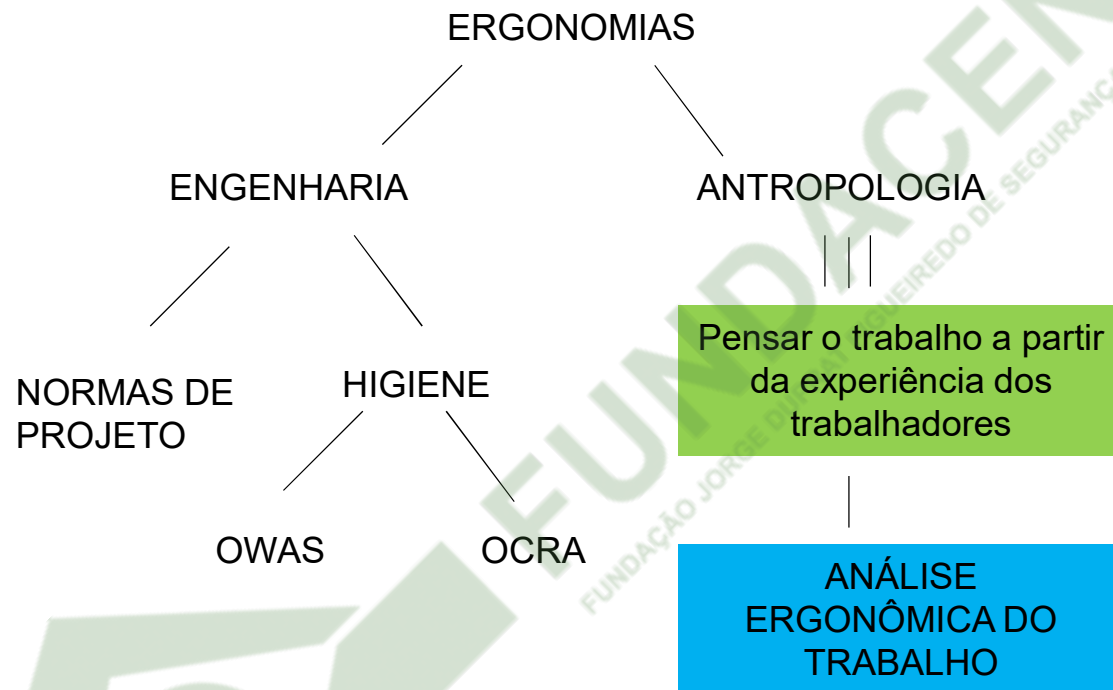 ERGONOMIAS
ENGENHARIA
ANTROPOLOGIA
Pensar o trabalho a partir
da experiência dos
trabalhadores
NORMAS DE
PROJETO
HIGIENE
OWAS
OCRA
ANÁLISE
ERGONÔMICA DO
TRABALHO
FUNDACEN
FUNDAÇÃO JORGE DUPRAT FIGUEIREDO DE SEGURANÇA